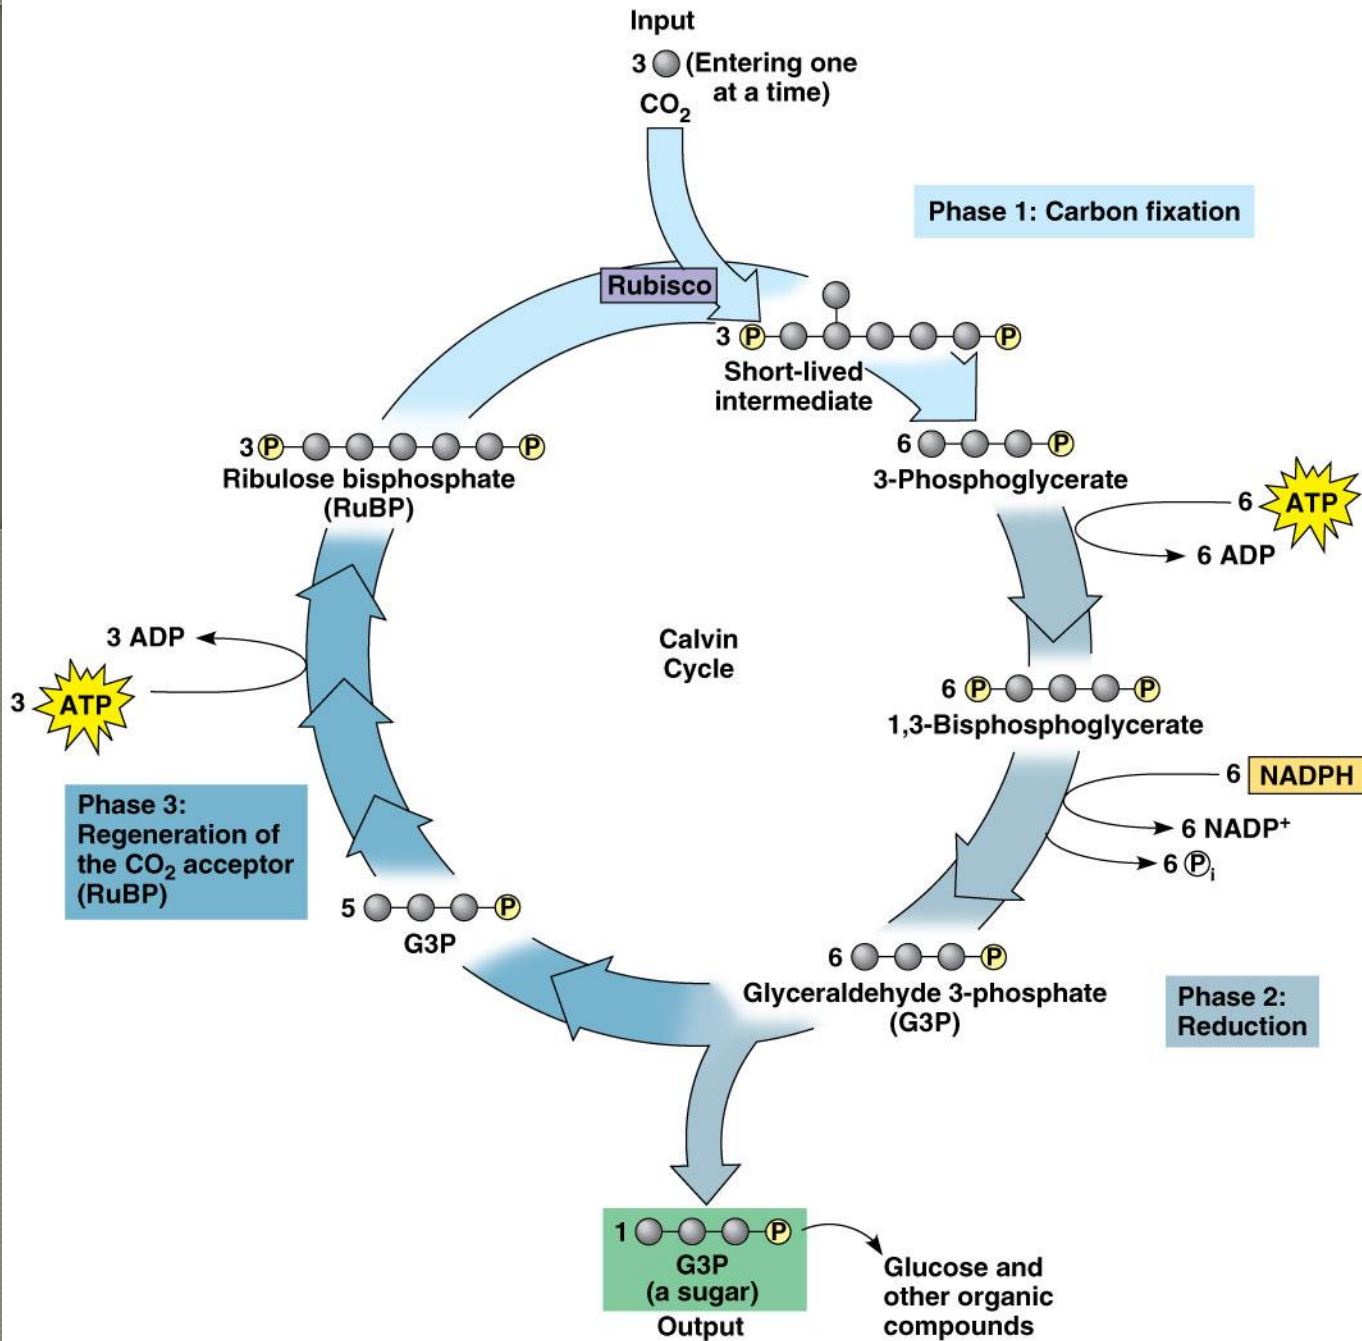 Input
3 (Entering one
at a time)
CO₂
Phase 1: Carbon fixation
Rubisco
3 P P
Short-lived
intermediate
3 P P
Ribulose bisphosphate
(RuBP)
6 P
3-Phosphoglycerate
6 ATP
6 ADP
3 ADP
3 ATP
Calvin
Cycle
6 P P
1,3-Bisphosphoglycerate
6 NADPH
6 NADP⁺
6 Pᵢ
Phase 3:
Regeneration of
the CO₂ acceptor
(RuBP)
5 P
G3P
6 P
Glyceraldehyde 3-phosphate
(G3P)
Phase 2:
Reduction
1 P
G3P
(a sugar)
Output
Glucose and
other organic
compounds